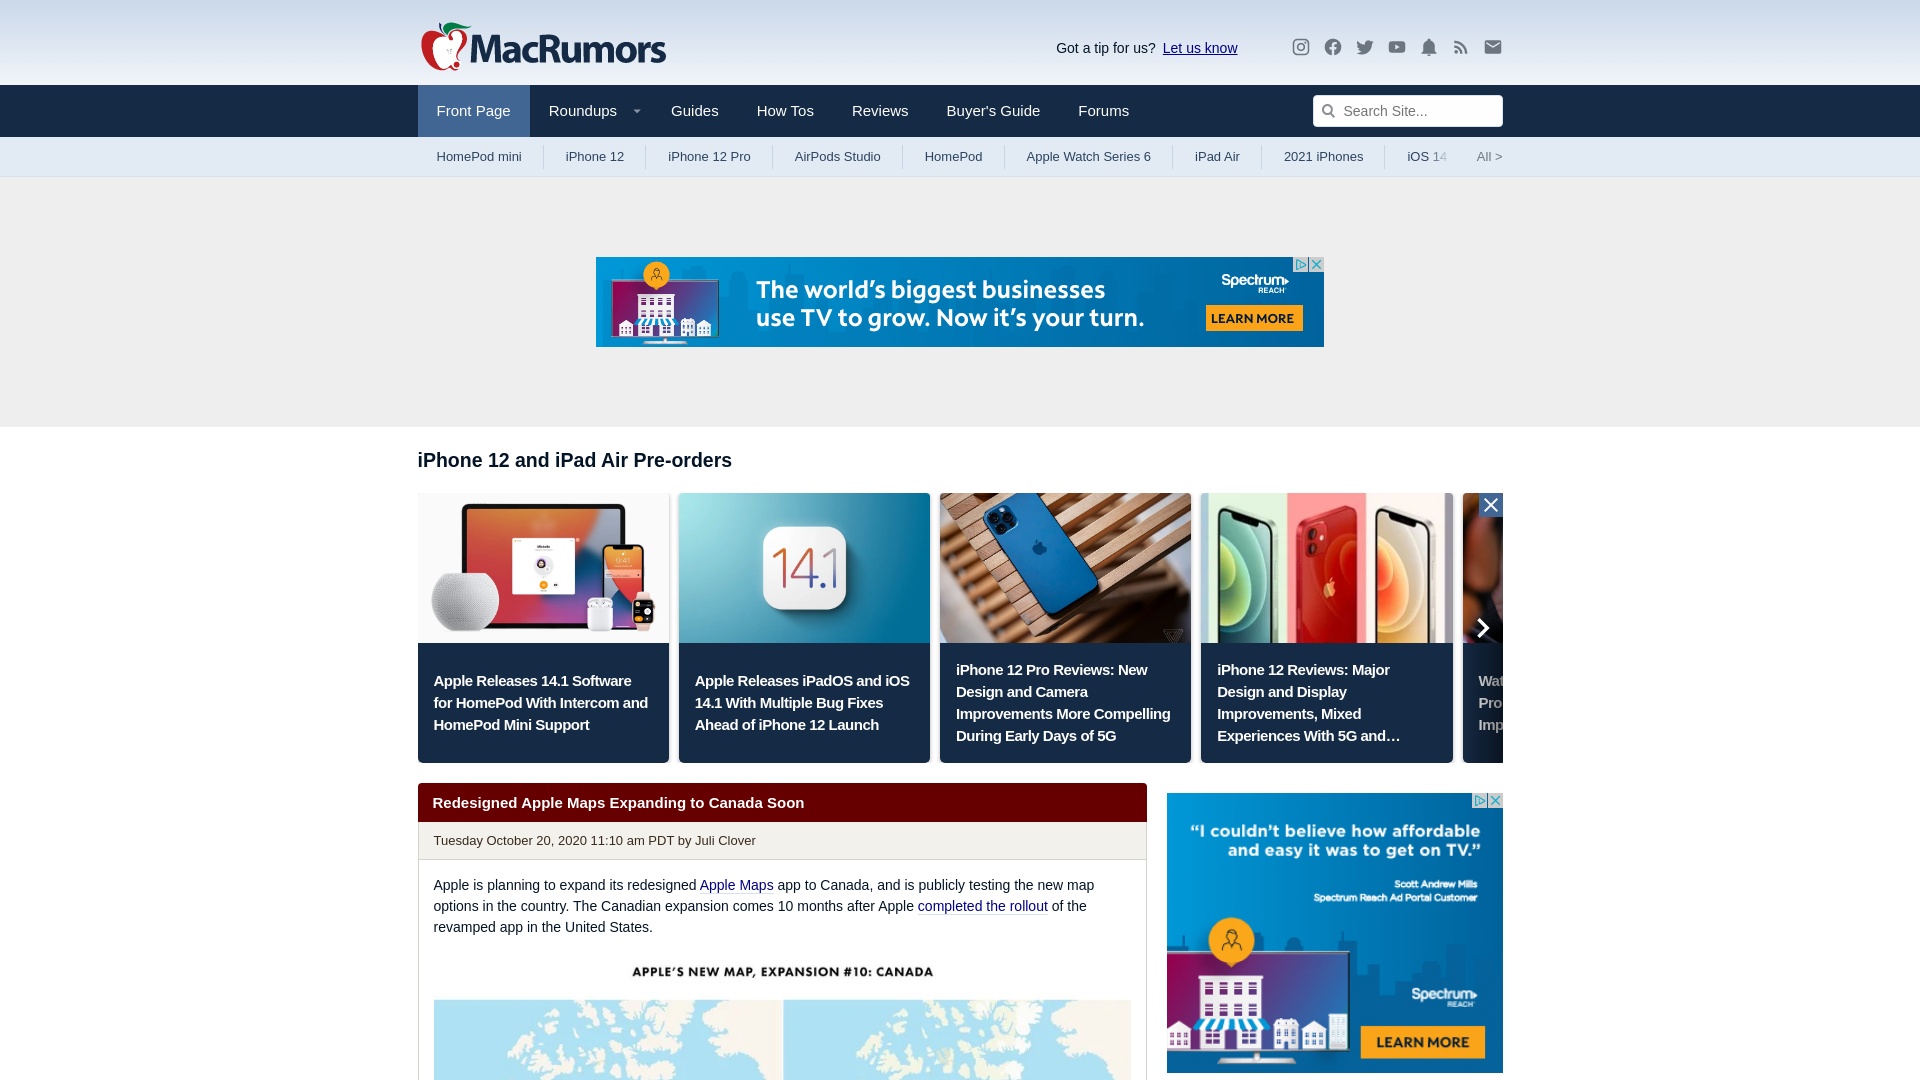 MacRumors
Got a tip for us? Let us know
Front Page
Roundups
Guides
How Tos
Reviews
Buyer's Guide
Forums
Search Site...
HomePod mini
iPhone 12
iPhone 12 Pro
AirPods Studio
HomePod
Apple Watch Series 6
iPad Air
2021 iPhones
iOS 14
All >
The world's biggest businesses
use TV to grow. Now it's your turn.
Spectrum
REACH
LEARN MORE
iPhone 12 and iPad Air Pre-orders
9:41
14.1
Apple Releases 14.1 Software
for HomePod With Intercom and
HomePod Mini Support
Apple Releases iPadOS and iOS
14.1 With Multiple Bug Fixes
Ahead of iPhone 12 Launch
iPhone 12 Pro Reviews: New
Design and Camera
Improvements More Compelling
During Early Days of 5G
iPhone 12 Reviews: Major
Design and Display
Improvements, Mixed
Experiences With 5G and…
Wat
Pro
Imp
Redesigned Apple Maps Expanding to Canada Soon
Tuesday October 20, 2020 11:10 am PDT by Juli Clover
Apple is planning to expand its redesigned Apple Maps app to Canada, and is publicly testing the new map
options in the country. The Canadian expansion comes 10 months after Apple completed the rollout of the
revamped app in the United States.
APPLE'S NEW MAP, EXPANSION #10: CANADA
“I couldn't believe how affordable
and easy it was to get on TV.”
Scott Andrew Mills
Spectrum Reach Ad Portal Customer
Spectrum
REACH
LEARN MORE